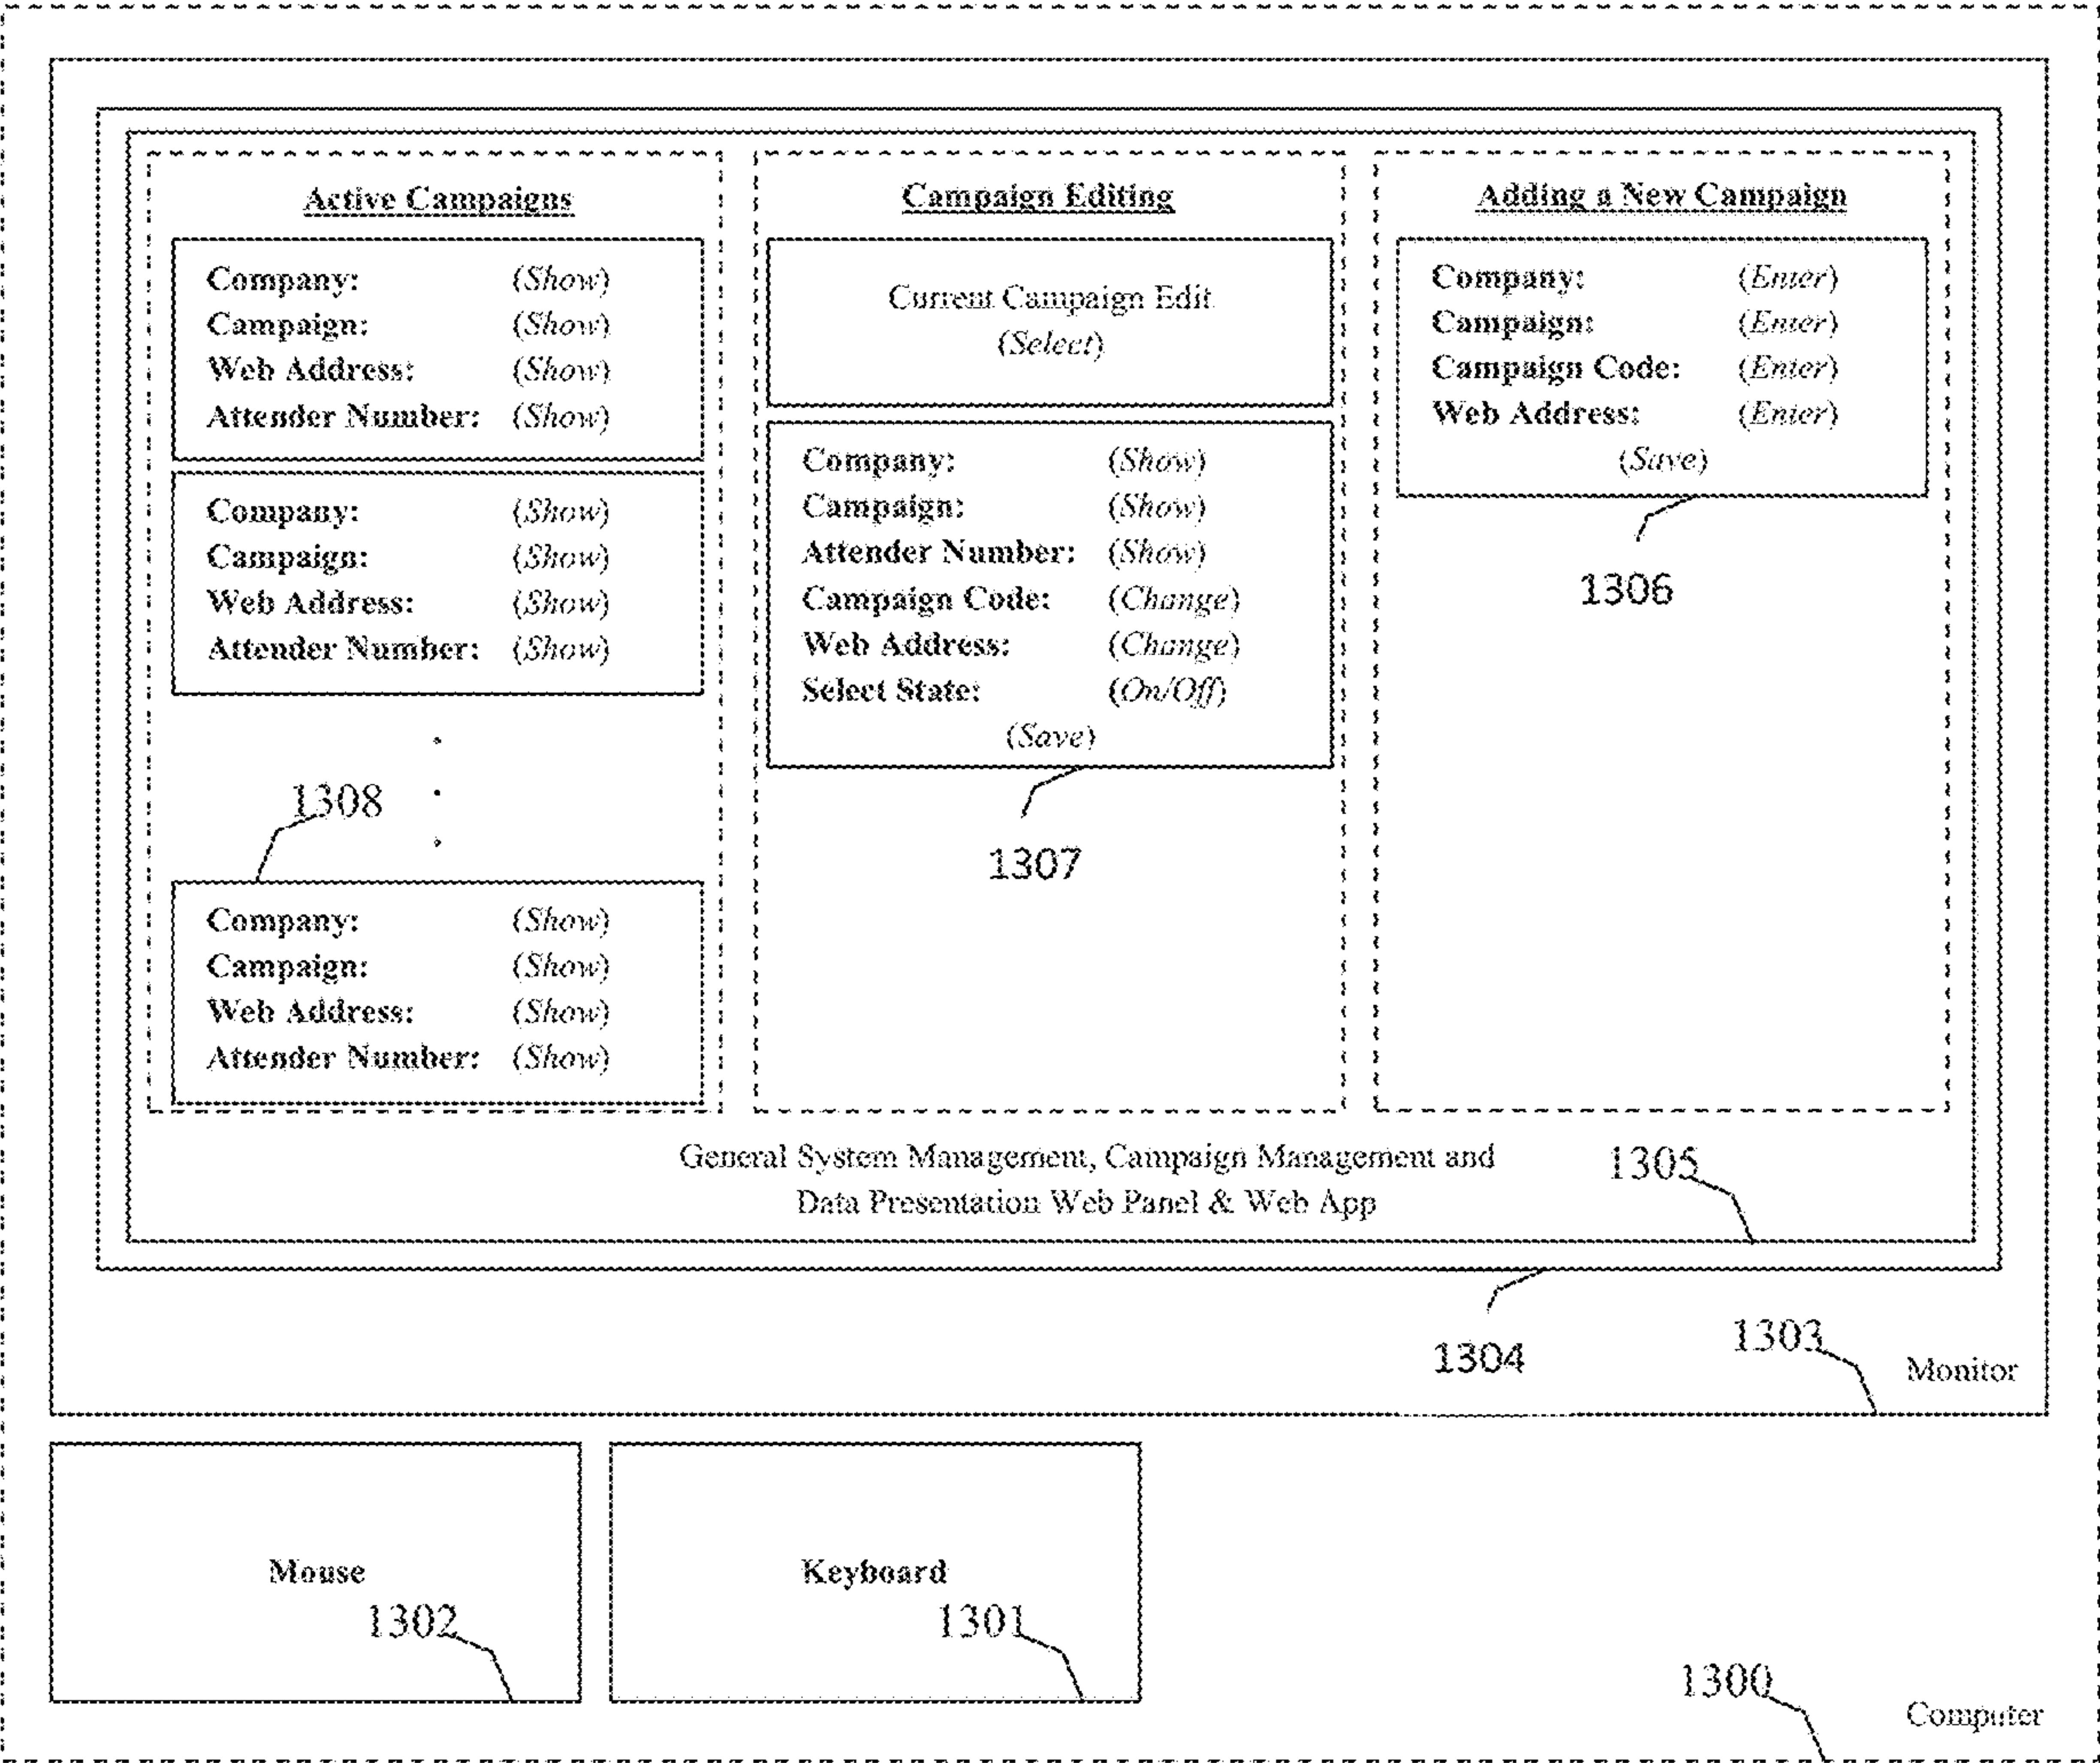 Active Campaigns
Company: (Show)
Campaign: (Show)
Web Address: (Show)
Attender Number: (Show)
Company: (Show)
Campaign: (Show)
Web Address: (Show)
Attender Number: (Show)
1308
Company: (Show)
Campaign: (Show)
Web Address: (Show)
Attender Number: (Show)
Campaign Editing
Current Campaign Edit
(Select)
Company: (Show)
Campaign: (Show)
Attender Number: (Show)
Campaign Code: (Change)
Web Address: (Change)
Select State: (On/Off)
(Save)
1307
Adding a New Campaign
Company: (Enter)
Campaign: (Enter)
Campaign Code: (Enter)
Web Address: (Enter)
(Save)
1306
General System Management, Campaign Management and
Data Presentation Web Panel & Web App
1305
1304
1303
Monitor
Mouse
1302
Keyboard
1301
1300
Computer